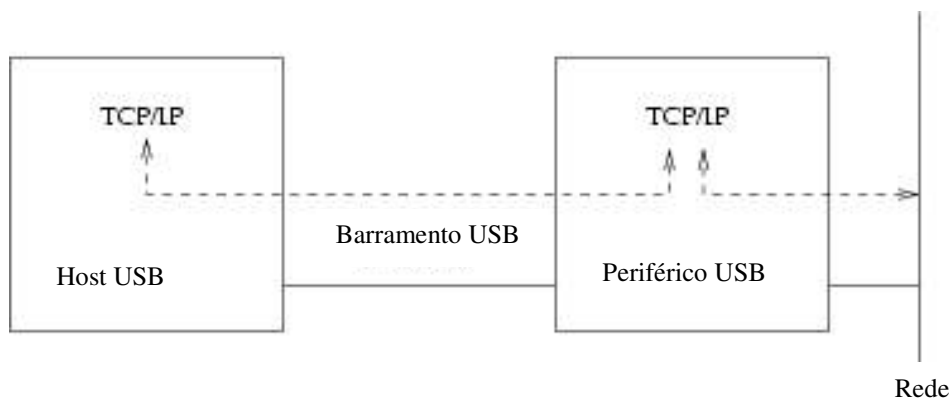 TCP/IP
TCP/IP
Barramento USB
Host USB
Periférico USB
Rede